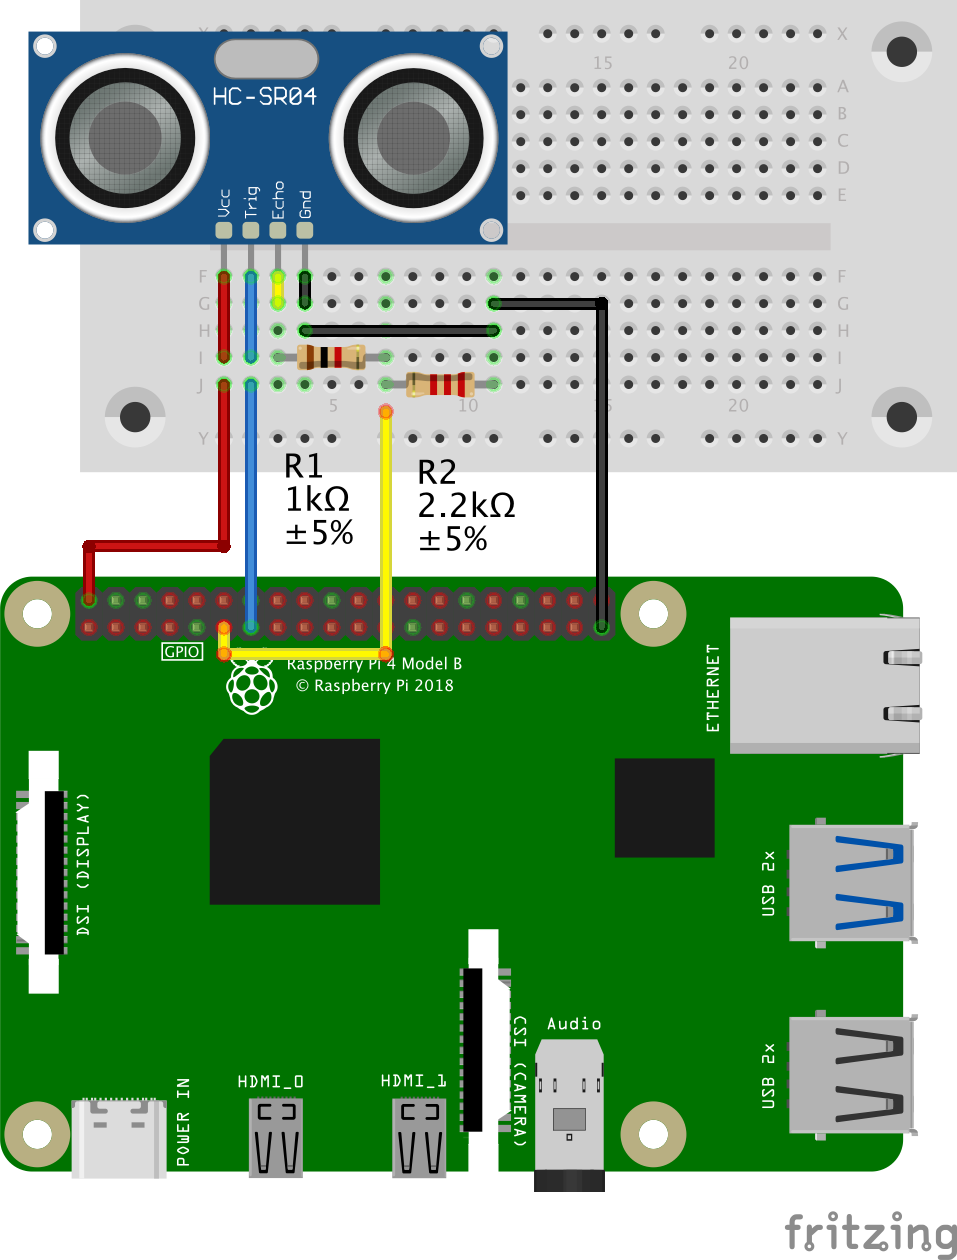 X
15
20
A
B
C
D
E
HC-SR04
Vcc
Trig
Echo
Gnd
F
F
G
G
H
H
I
I
J
J
5
10
20
Y
Y
R1
1kΩ
±5%
R2
2.2kΩ
±5%
GPIO
Raspberry Pi 4 Model B
© Raspberry Pi 2018
ETHERNET
DSI (DISPLAY)
USB 2x
USB 2x
CSI (CAMERA)
Audio
HDMI_0
HDMI_1
POWER IN
fritzing